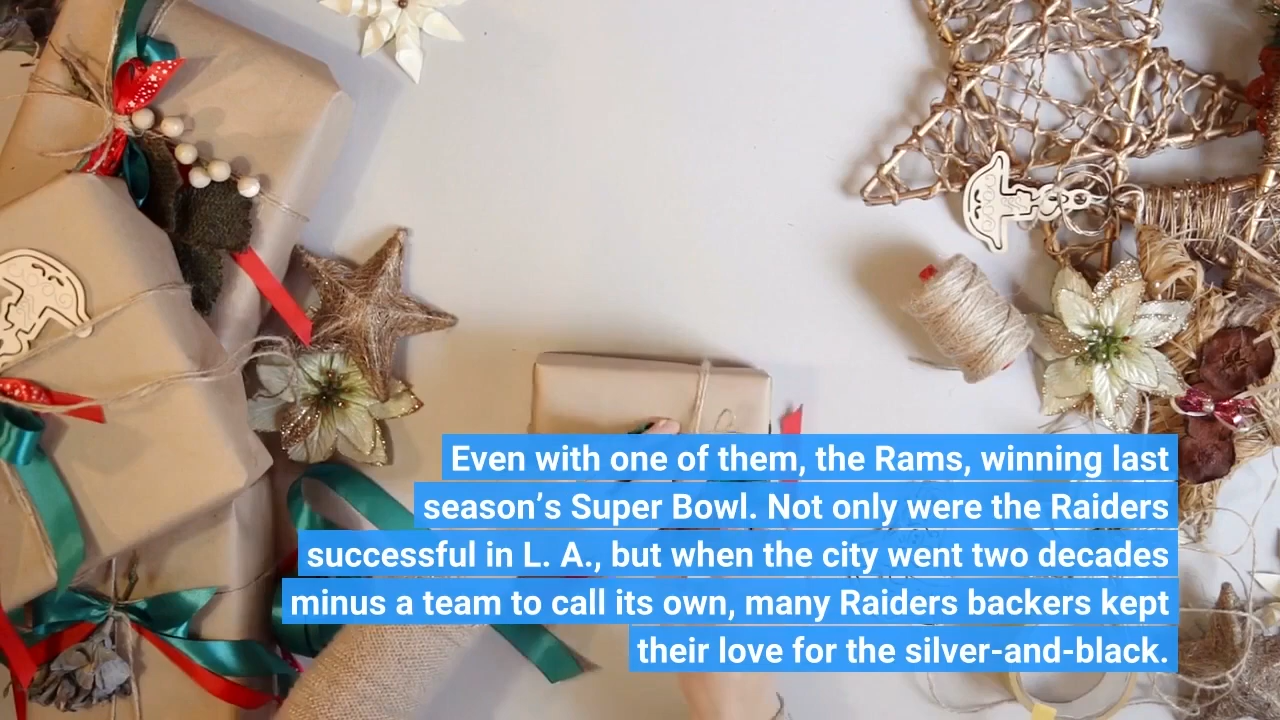 Even with one of them, the Rams, winning last
season’s Super Bowl. Not only were the Raiders
successful in L. A., but when the city went two decades
minus a team to call its own, many Raiders backers kept
their love for the silver-and-black.